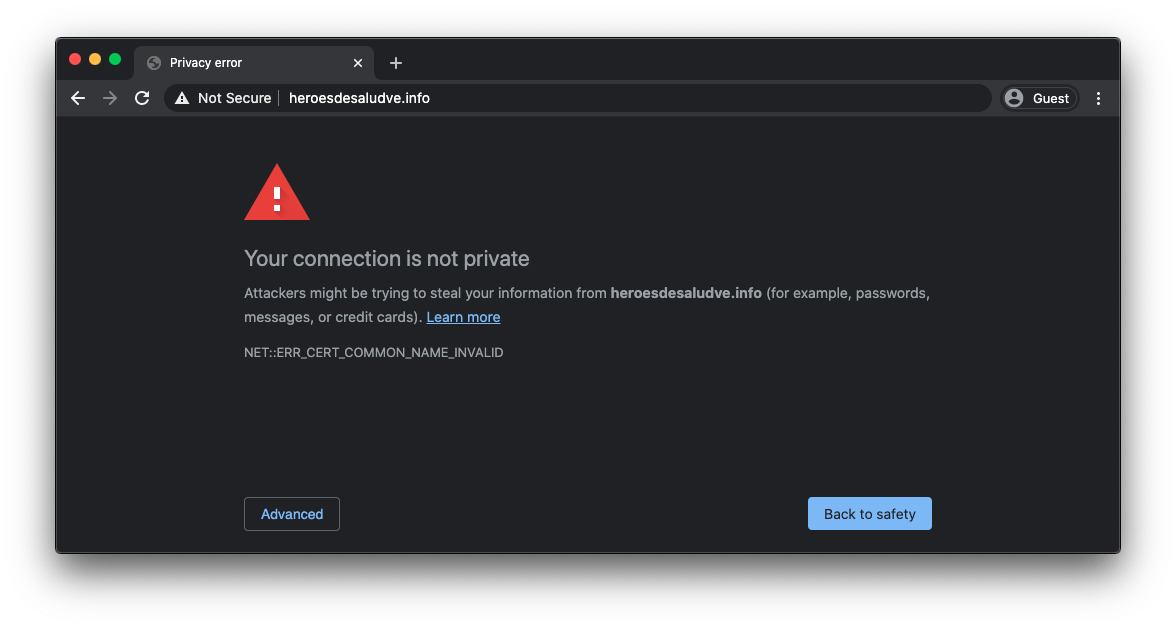 Privacy error
Not Secure heroesdesaludve.info
Guest
Your connection is not private
Attackers might be trying to steal your information from heroesdesaludve.info (for example, passwords,
messages, or credit cards). Learn more
NET::ERR_CERT_COMMON_NAME_INVALID
Advanced
Back to safety